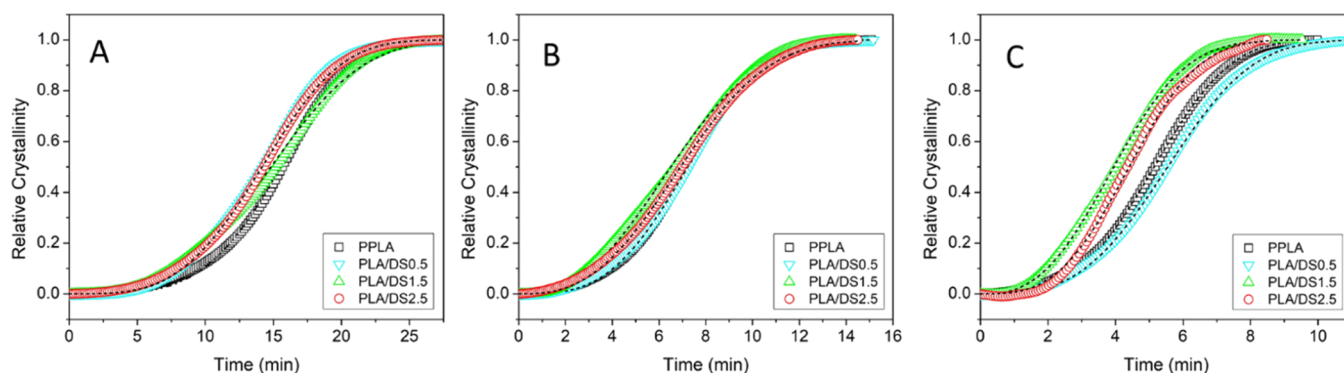 A
Relative Crystallinity
1.0
0.8
0.6
0.4
0.2
0.0
0 5 10 15 20 25
Time (min)
PPLA
PLA/DS0.5
PLA/DS1.5
PLA/DS2.5
B
Relative Crystallinity
1.0
0.8
0.6
0.4
0.2
0.0
0 2 4 6 8 10 12 14 16
Time (min)
PPLA
PLA/DS0.5
PLA/DS1.5
PLA/DS2.5
C
Relative Crystallinity
1.0
0.8
0.6
0.4
0.2
0.0
0 2 4 6 8 10
Time (min)
PPLA
PLA/DS0.5
PLA/DS1.5
PLA/DS2.5